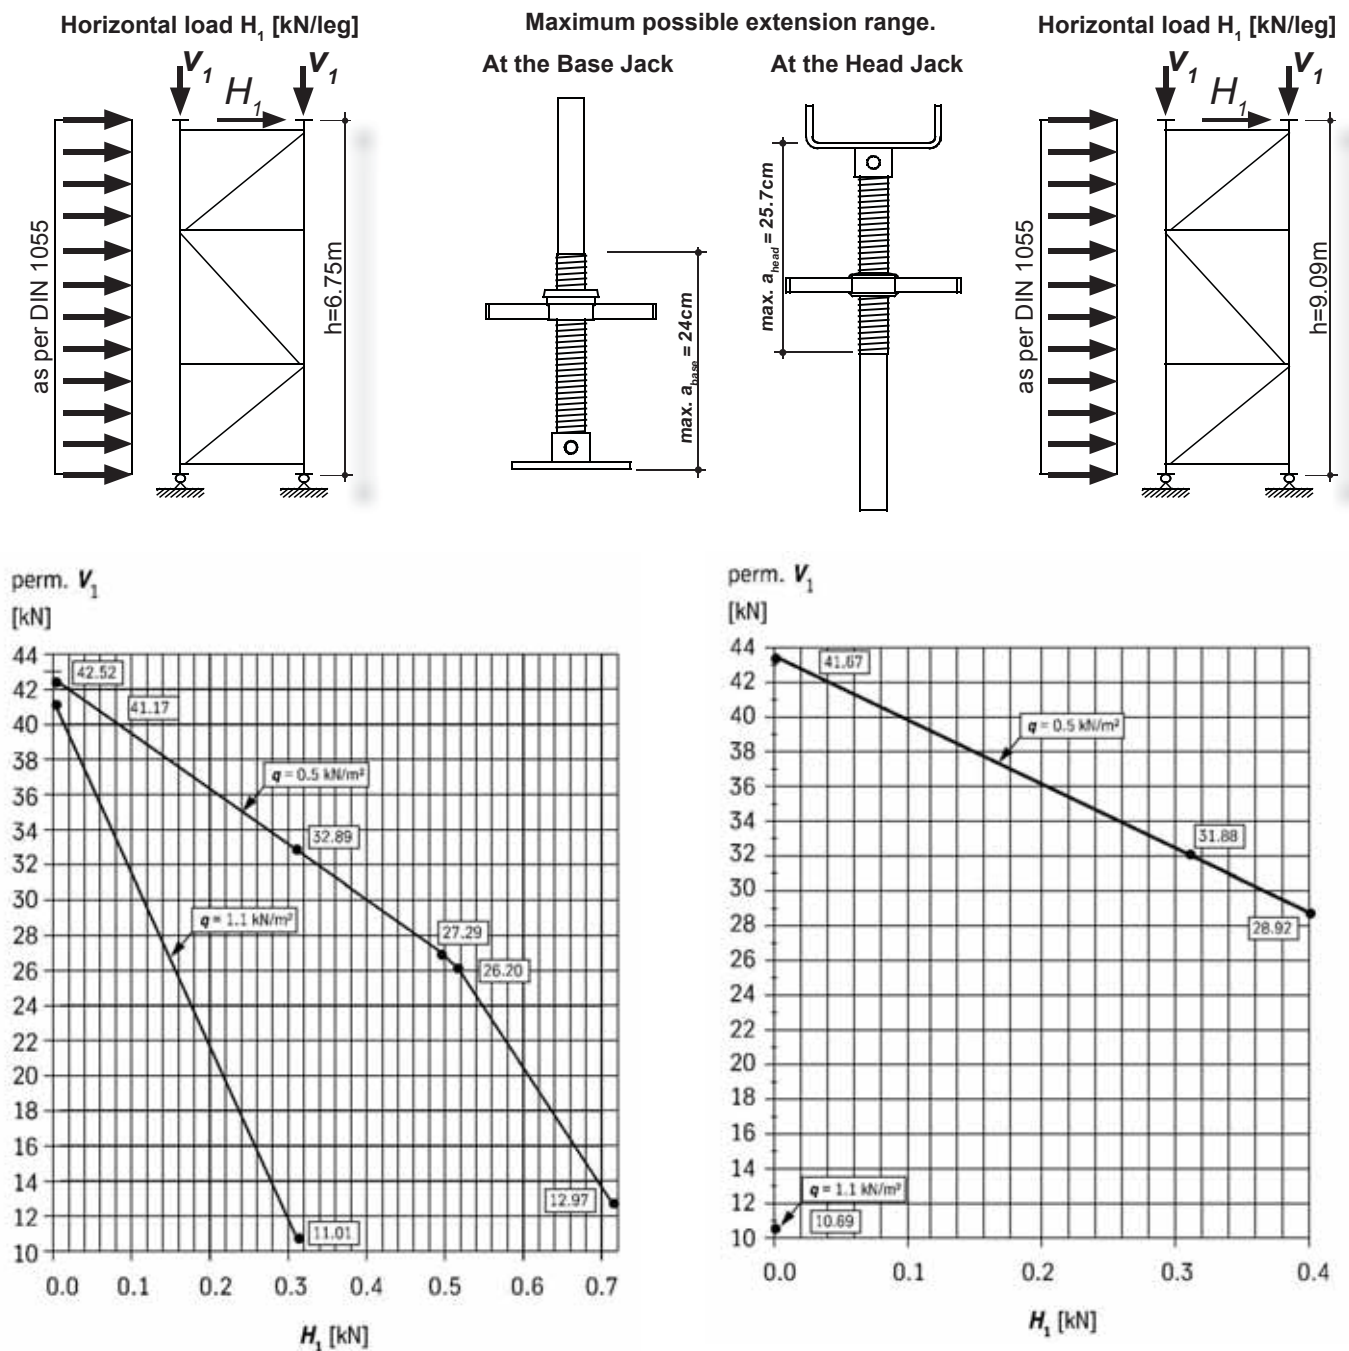 Horizontal load H1 [kN/leg]
Maximum possible extension range.
Horizontal load H1 [kN/leg]
At the Base Jack
At the Head Jack
V1
V1
H1
as per DIN 1055
h=6.75m
max. abase = 24cm
max. ahead = 25.7cm
V1
V1
H1
as per DIN 1055
h=9.09m
perm. V1
[kN]
44
42
40
38
36
34
32
30
28
26
24
22
20
18
16
14
12
10
42.52
41.17
q = 0.5 kN/m²
32.89
q = 1.1 kN/m²
27.29
26.20
12.97
11.01
0.0 0.1 0.2 0.3 0.4 0.5 0.6 0.7
H1 [kN]
perm. V1
[kN]
44
42
40
38
36
34
32
30
28
26
24
22
20
18
16
14
12
10
41.67
q = 0.5 kN/m²
31.88
28.92
q = 1.1 kN/m²
10.69
0.0 0.1 0.2 0.3 0.4
H1 [kN]